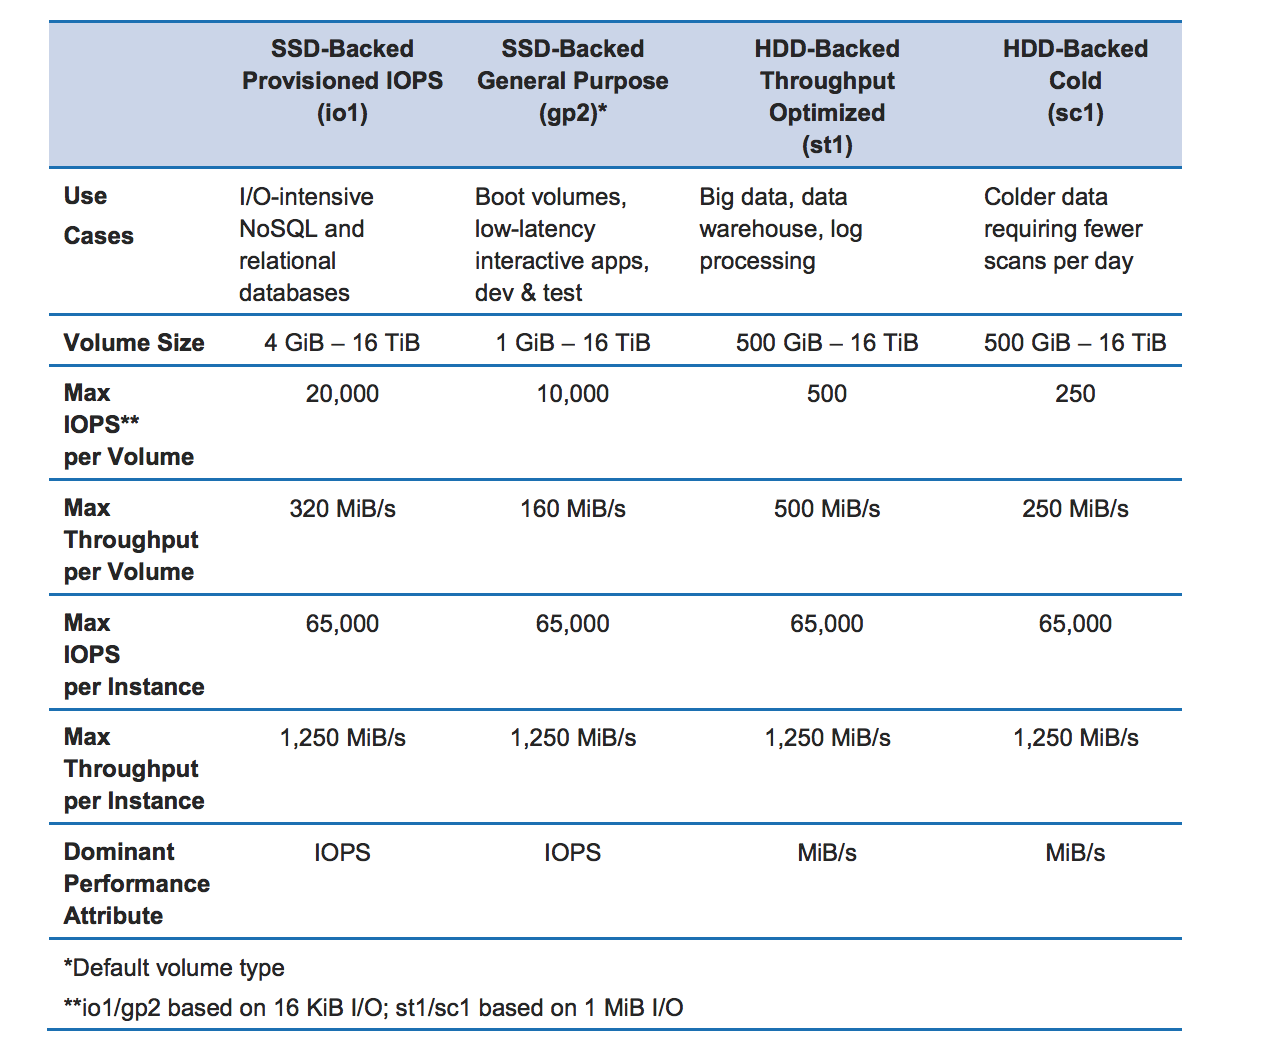 SSD-Backed
Provisioned IOPS
(io1)
SSD-Backed
General Purpose
(gp2)*
HDD-Backed
Throughput
Optimized
(st1)
HDD-Backed
Cold
(sc1)
Use
Cases
I/O-intensive
NoSQL and
relational
databases
Boot volumes,
low-latency
interactive apps,
dev & test
Big data, data
warehouse, log
processing
Colder data
requiring fewer
scans per day
Volume Size
4 GiB – 16 TiB
1 GiB – 16 TiB
500 GiB – 16 TiB
500 GiB – 16 TiB
Max
IOPS**
per Volume
20,000
10,000
500
250
Max
Throughput
per Volume
320 MiB/s
160 MiB/s
500 MiB/s
250 MiB/s
Max
IOPS
per Instance
65,000
65,000
65,000
65,000
Max
Throughput
per Instance
1,250 MiB/s
1,250 MiB/s
1,250 MiB/s
1,250 MiB/s
Dominant
Performance
Attribute
IOPS
IOPS
MiB/s
MiB/s
*Default volume type
**io1/gp2 based on 16 KiB I/O; st1/sc1 based on 1 MiB I/O